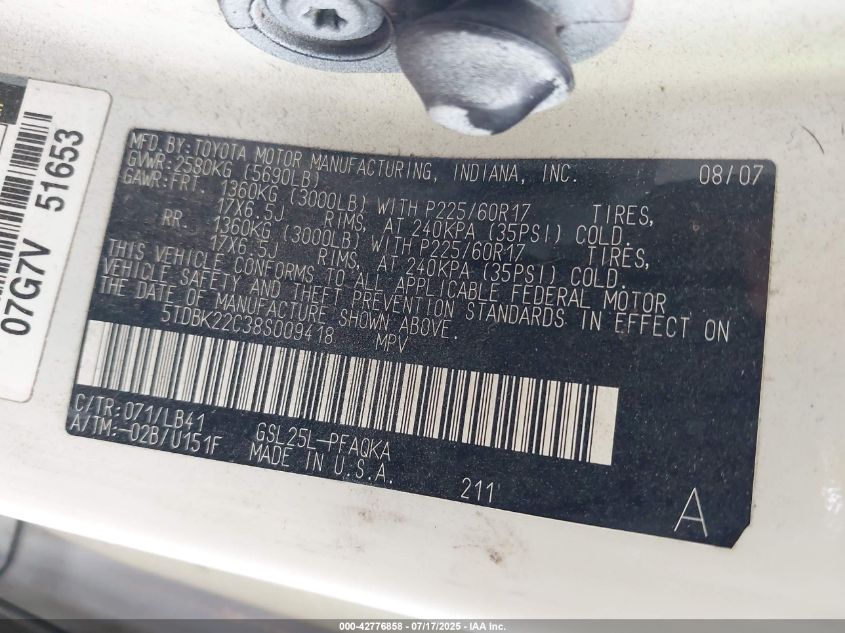 07G7V 51653
MFD. BY: TOYOTA MOTOR MANUFACTURING, INDIANA, INC. 08/07
GVWR: 2580KG (5690LB)
GAWR: FRT. 1360KG (3000LB) WITH P225/60R17 TIRES,
17X6.5J RIMS, AT 240KPA (35PSI) COLD.
RR. 1360KG (3000LB) WITH P225/60R17 TIRES,
17X6.5J RIMS, AT 240KPA (35PSI) COLD.
THIS VEHICLE CONFORMS TO ALL APPLICABLE FEDERAL MOTOR
VEHICLE SAFETY AND THEFT PREVENTION STANDARDS IN EFFECT ON
THE DATE OF MANUFACTURE SHOWN ABOVE.
5TDBK22C38S009418 MPV
C/TR: 071/LB41 GSL25L-PFAQKA
A/TM: -02B/U151F MADE IN U.S.A.
211 A
000-42776858 - 07/17/2025 - IAA Inc.